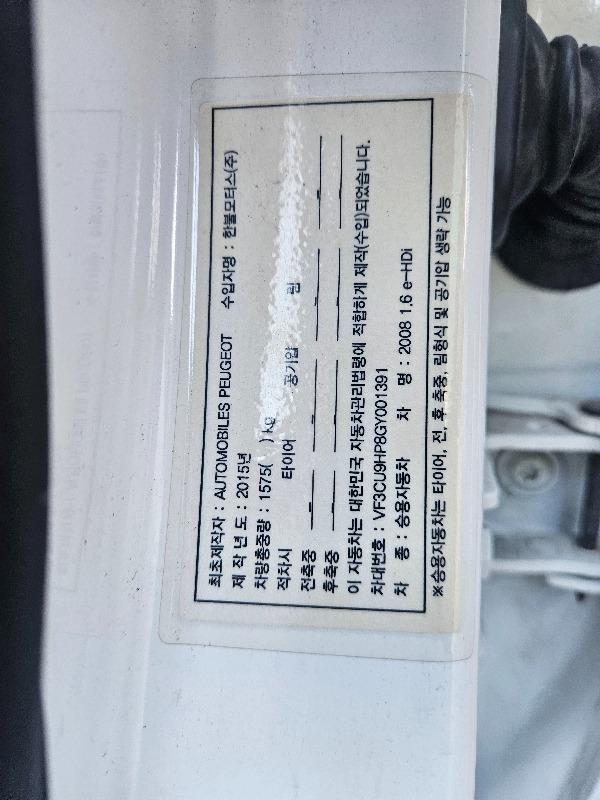 최초제작자 : AUTOMOBILES PEUGEOT 수입자명 : 한불모터스(주)
제 작 년 도 : 2015년
차량총중량 : 1575( ) kg
적차시 타이어 공기압 림
전축중
후축중
이 자동차는 대한민국 자동차관리법령에 적합하게 제작(수입)되었습니다.
차대번호 : VF3CU9HP8GY001391
차 종 : 승용자동차 차 명 : 2008 1.6 e-HDi
※승용자동차는 타이어, 전, 후 축중, 림형식 및 공기압 생략 가능